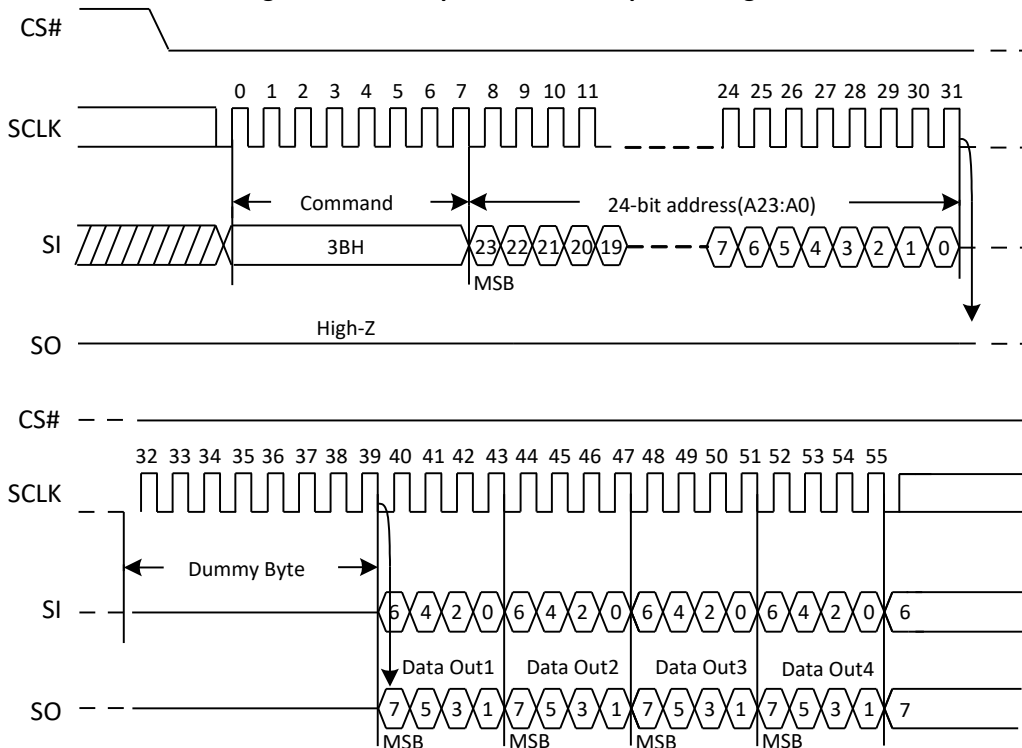 CS#
0 1 2 3 4 5 6 7 8 9 10 11 24 25 26 27 28 29 30 31
SCLK
Command 24-bit address(A23:A0)
SI 3BH 23 22 21 20 19 7 6 5 4 3 2 1 0
MSB
High-Z
SO
CS#
32 33 34 35 36 37 38 39 40 41 42 43 44 45 46 47 48 49 50 51 52 53 54 55
SCLK
Dummy Byte
SI 6 4 2 0 6 4 2 0 6 4 2 0 6 4 2 0 6
Data Out1 Data Out2 Data Out3 Data Out4
SO 7 5 3 1 7 5 3 1 7 5 3 1 7 5 3 1 7
MSB MSB MSB MSB